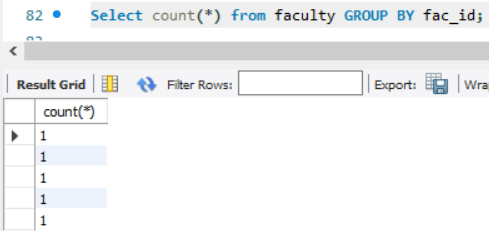 82 Select count(*) from faculty GROUP BY fac_id;
Result Grid Filter Rows: Export:
count(*)
1
1
1
1
1